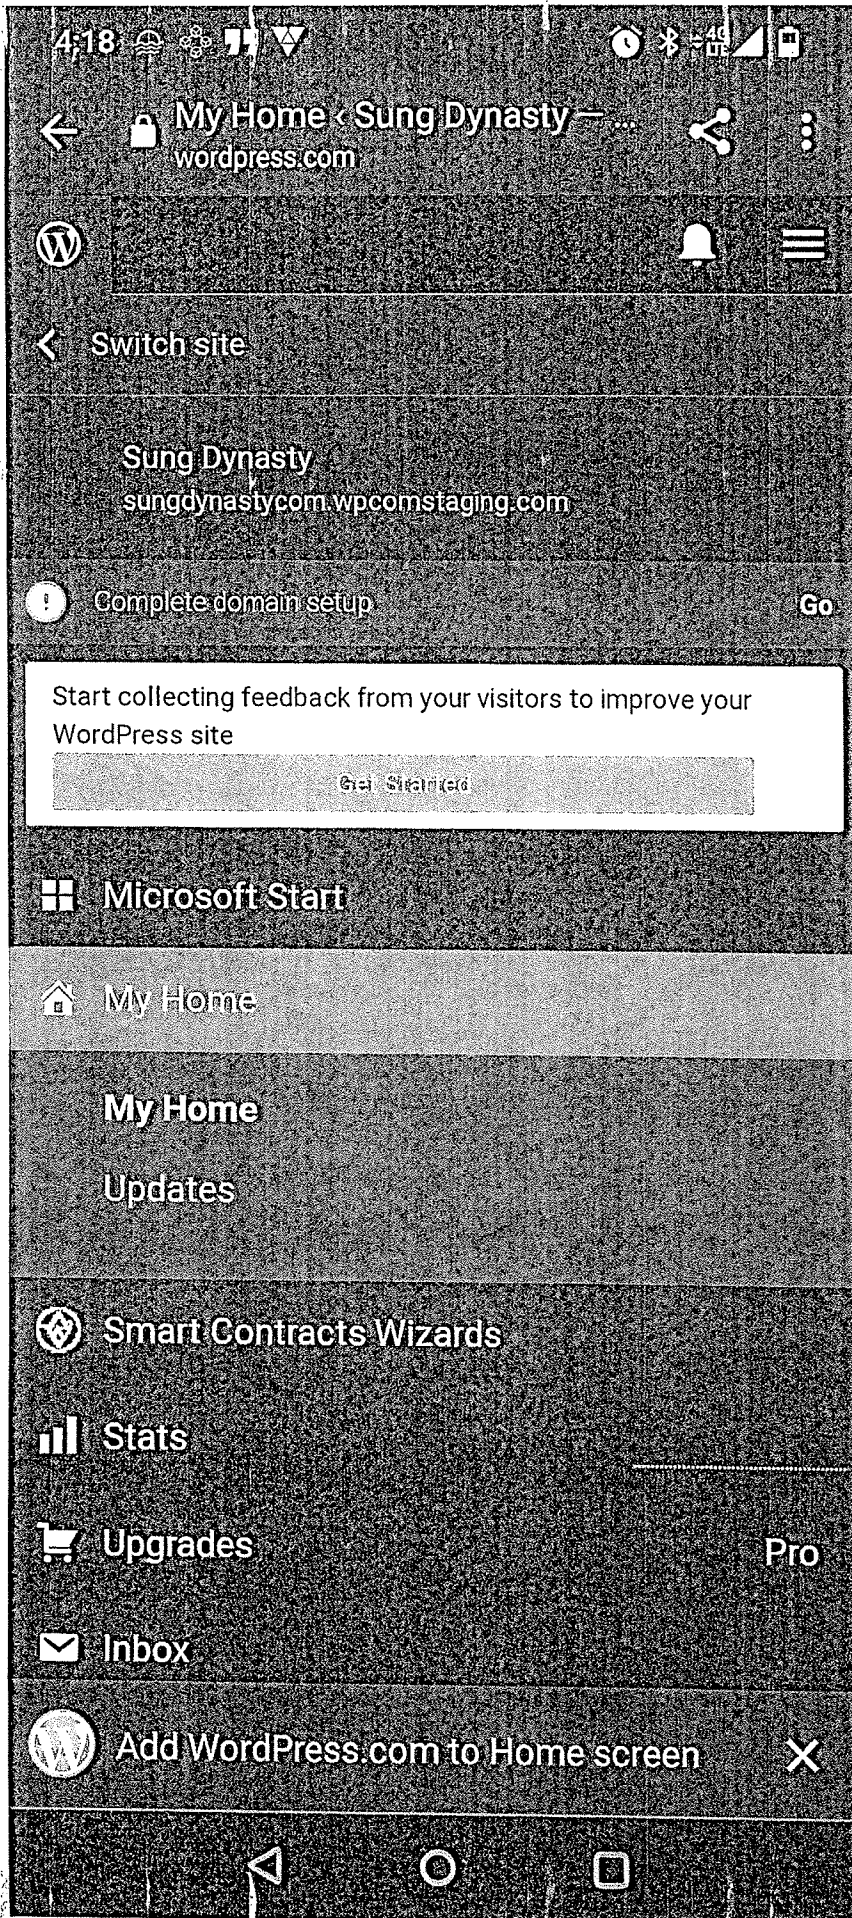 4:18
4G
LTE
My Home ‹ Sung Dynasty — ...
wordpress.com
Switch site
Sung Dynasty
sungdynastycom.wpcomstaging.com
Complete domain setup
Go
Start collecting feedback from your visitors to improve your
WordPress site
Get Started
Microsoft Start
My Home
My Home
Updates
Smart Contracts Wizards
Stats
Upgrades
Pro
Inbox
Add WordPress.com to Home screen